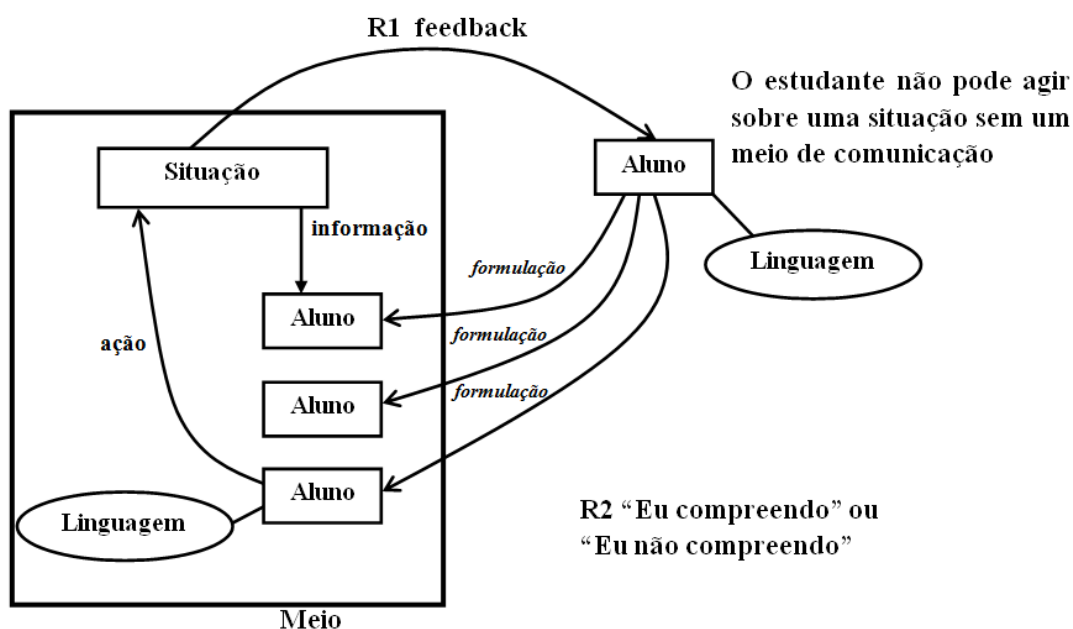 R1 feedback
O estudante não pode agir
sobre uma situação sem um
meio de comunicação
Situação
Aluno
informação
Linguagem
formulação
Aluno
formulação
ação
formulação
Aluno
Aluno
Linguagem
R2 “Eu compreendo” ou
“Eu não compreendo”
Meio